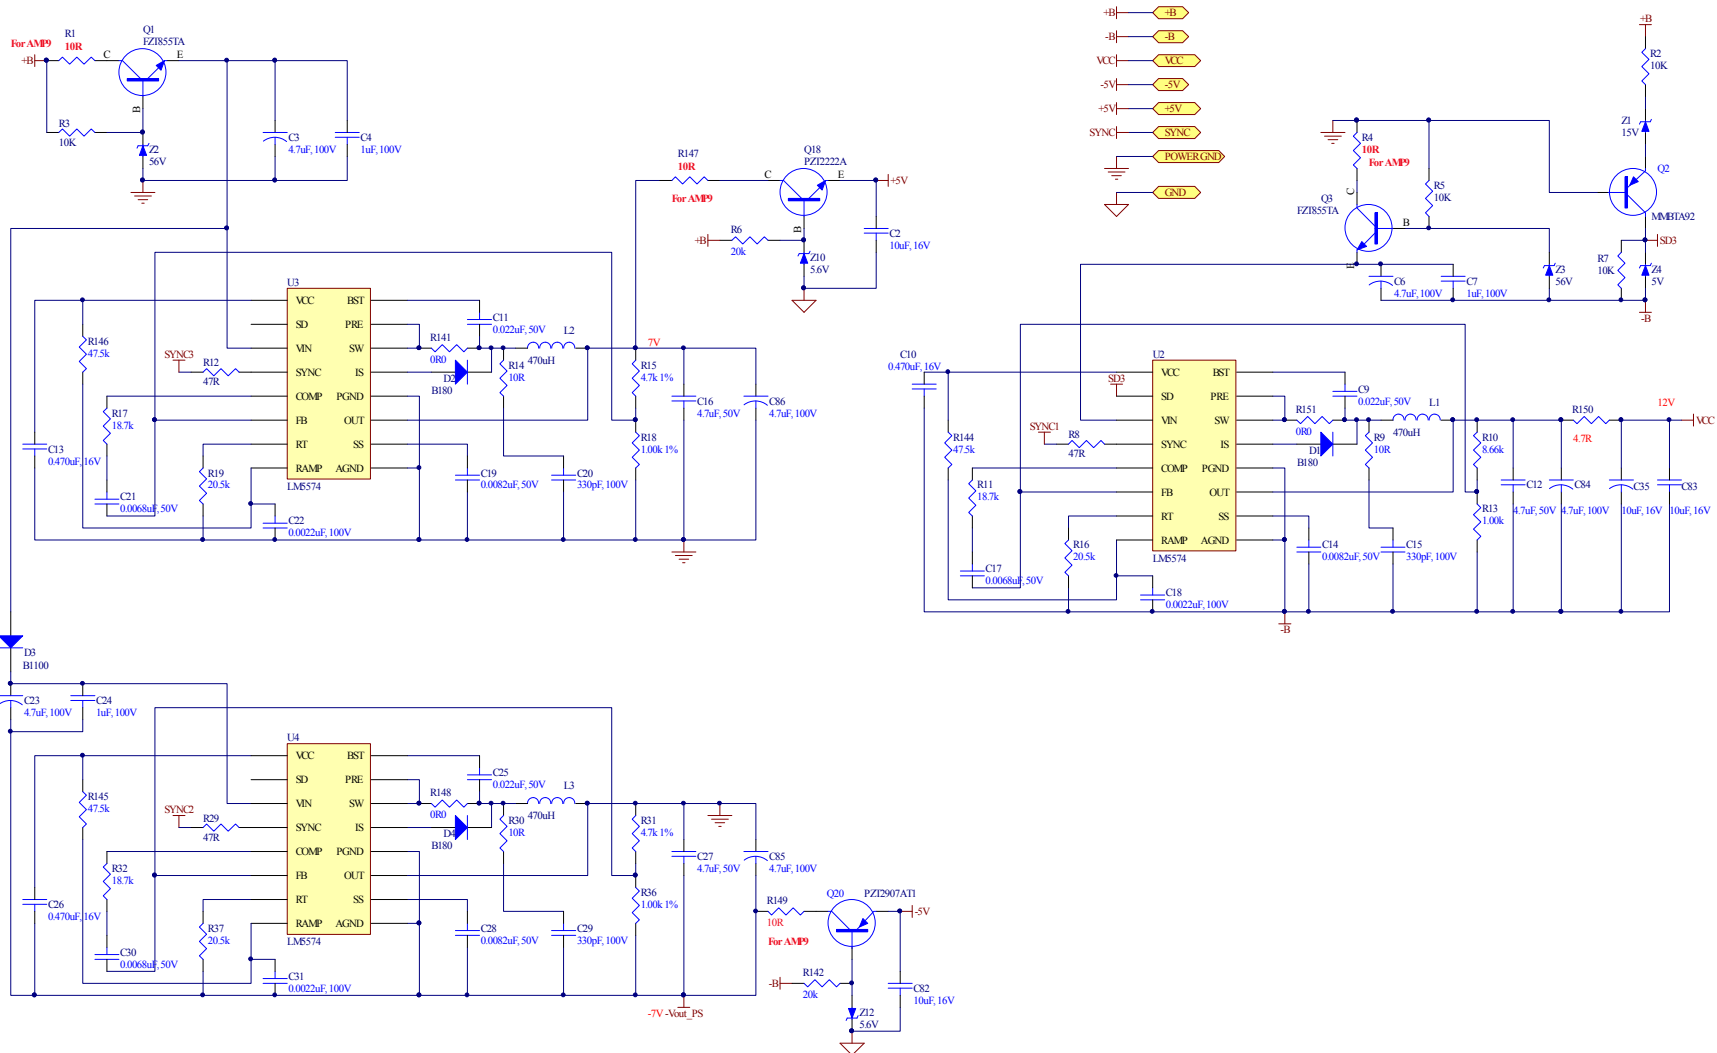 For AMP9
+B
R1
10R
C
Q1
FZT855TA
E
B
R3
10K
Z2
56V
C3
4.7uF, 100V
C4
1uF, 100V
R147
10R
For AMP9
C
Q18
PZT2222A
E
+5V
B
+B
R6
20k
Z10
5.6V
C2
10uF, 16V
+B
+B
-B
-B
VCC
VCC
-5V
-5V
+5V
+5V
SYNC
SYNC
POWER GND
GND
+B
R2
10K
Z1
15V
Q2
MMBTA92
R4
10R
For AMP9
C
R5
10K
Q3
FZT855TA
B
E
SD3
R7
10K
Z4
5V
Z3
56V
C6
4.7uF, 100V
C7
1uF, 100V
-B
U3
VCC
SD
VIN
SYNC
COMP
FB
RT
RAMP
BST
PRE
SW
IS
PGND
OUT
SS
AGND
LM5574
R146
47.5k
SYNC3
R12
47R
R17
18.7k
C13
0.470uF, 16V
C21
0.0068uF, 50V
R19
20.5k
C22
0.0022uF, 100V
C11
0.022uF, 50V
R141
0R0
D2
B180
R14
10R
L2
470uH
7V
R15
4.7k 1%
R18
1.00k 1%
C16
4.7uF, 50V
C86
4.7uF, 100V
C19
0.0082uF, 50V
C20
330pF, 100V
C10
0.470uF, 16V
U2
VCC
SD
VIN
SYNC
COMP
FB
RT
RAMP
BST
PRE
SW
IS
PGND
OUT
SS
AGND
LM5574
SD3
SYNC1
R8
47R
R144
47.5k
R11
18.7k
C17
0.0068uF, 50V
R16
20.5k
C18
0.0022uF, 100V
C9
0.022uF, 50V
R151
0R0
D1
B180
R9
10R
L1
470uH
R10
8.66k
R13
1.00k
C12
4.7uF, 50V
C84
4.7uF, 100V
R150
4.7R
C35
10uF, 16V
C83
10uF, 16V
12V
VCC
C14
0.0082uF, 50V
C15
330pF, 100V
-B
D3
B1100
C23
4.7uF, 100V
C24
1uF, 100V
U4
VCC
SD
VIN
SYNC
COMP
FB
RT
RAMP
BST
PRE
SW
IS
PGND
OUT
SS
AGND
LM5574
R145
47.5k
SYNC2
R29
47R
R32
18.7k
C26
0.470uF, 16V
C30
0.0068uF, 50V
R37
20.5k
C31
0.0022uF, 100V
C25
0.022uF, 50V
R148
0R0
D4
B180
R30
10R
L3
470uH
R31
4.7k 1%
R36
1.00k 1%
C27
4.7uF, 50V
C85
4.7uF, 100V
C28
0.0082uF, 50V
C29
330pF, 100V
-7V -Vout_PS
R149
10R
For AMP9
Q20
PZT2907AT1
-5V
-B
R142
20k
Z12
5.6V
C82
10uF, 16V